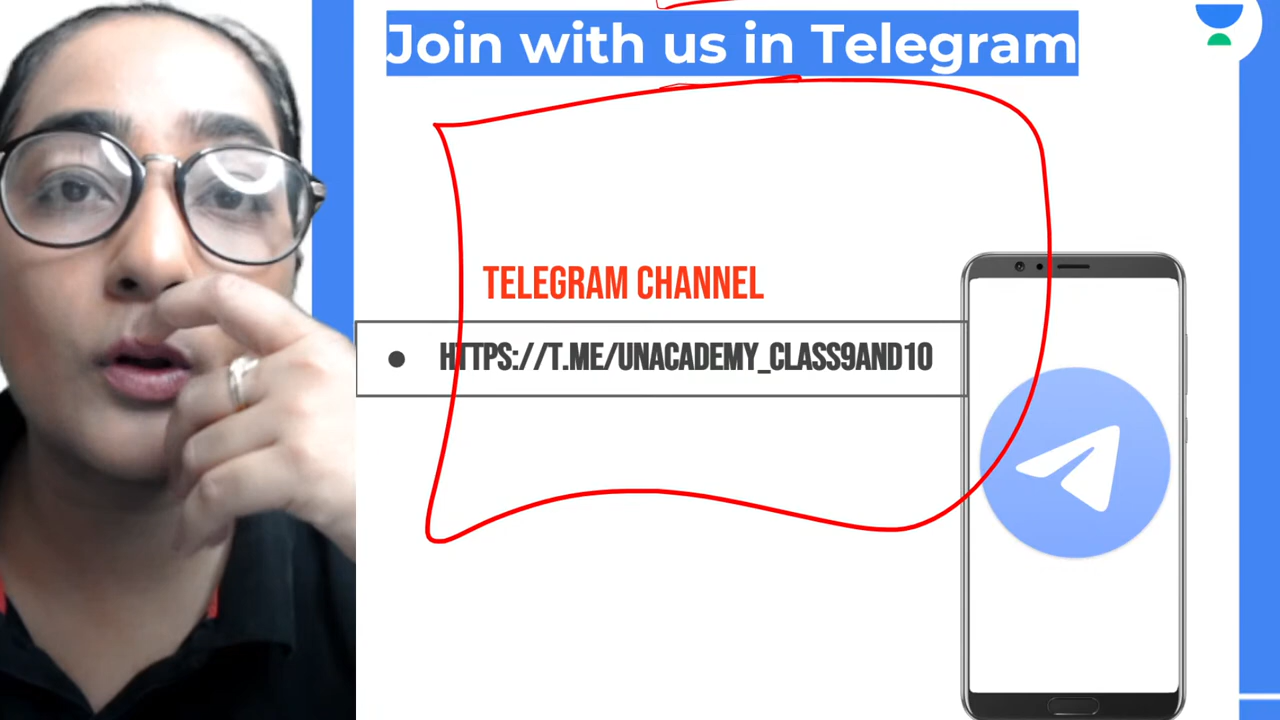 Join with us in Telegram
TELEGRAM CHANNEL
● HTTPS://T.ME/UNACADEMY_CLASS9AND10